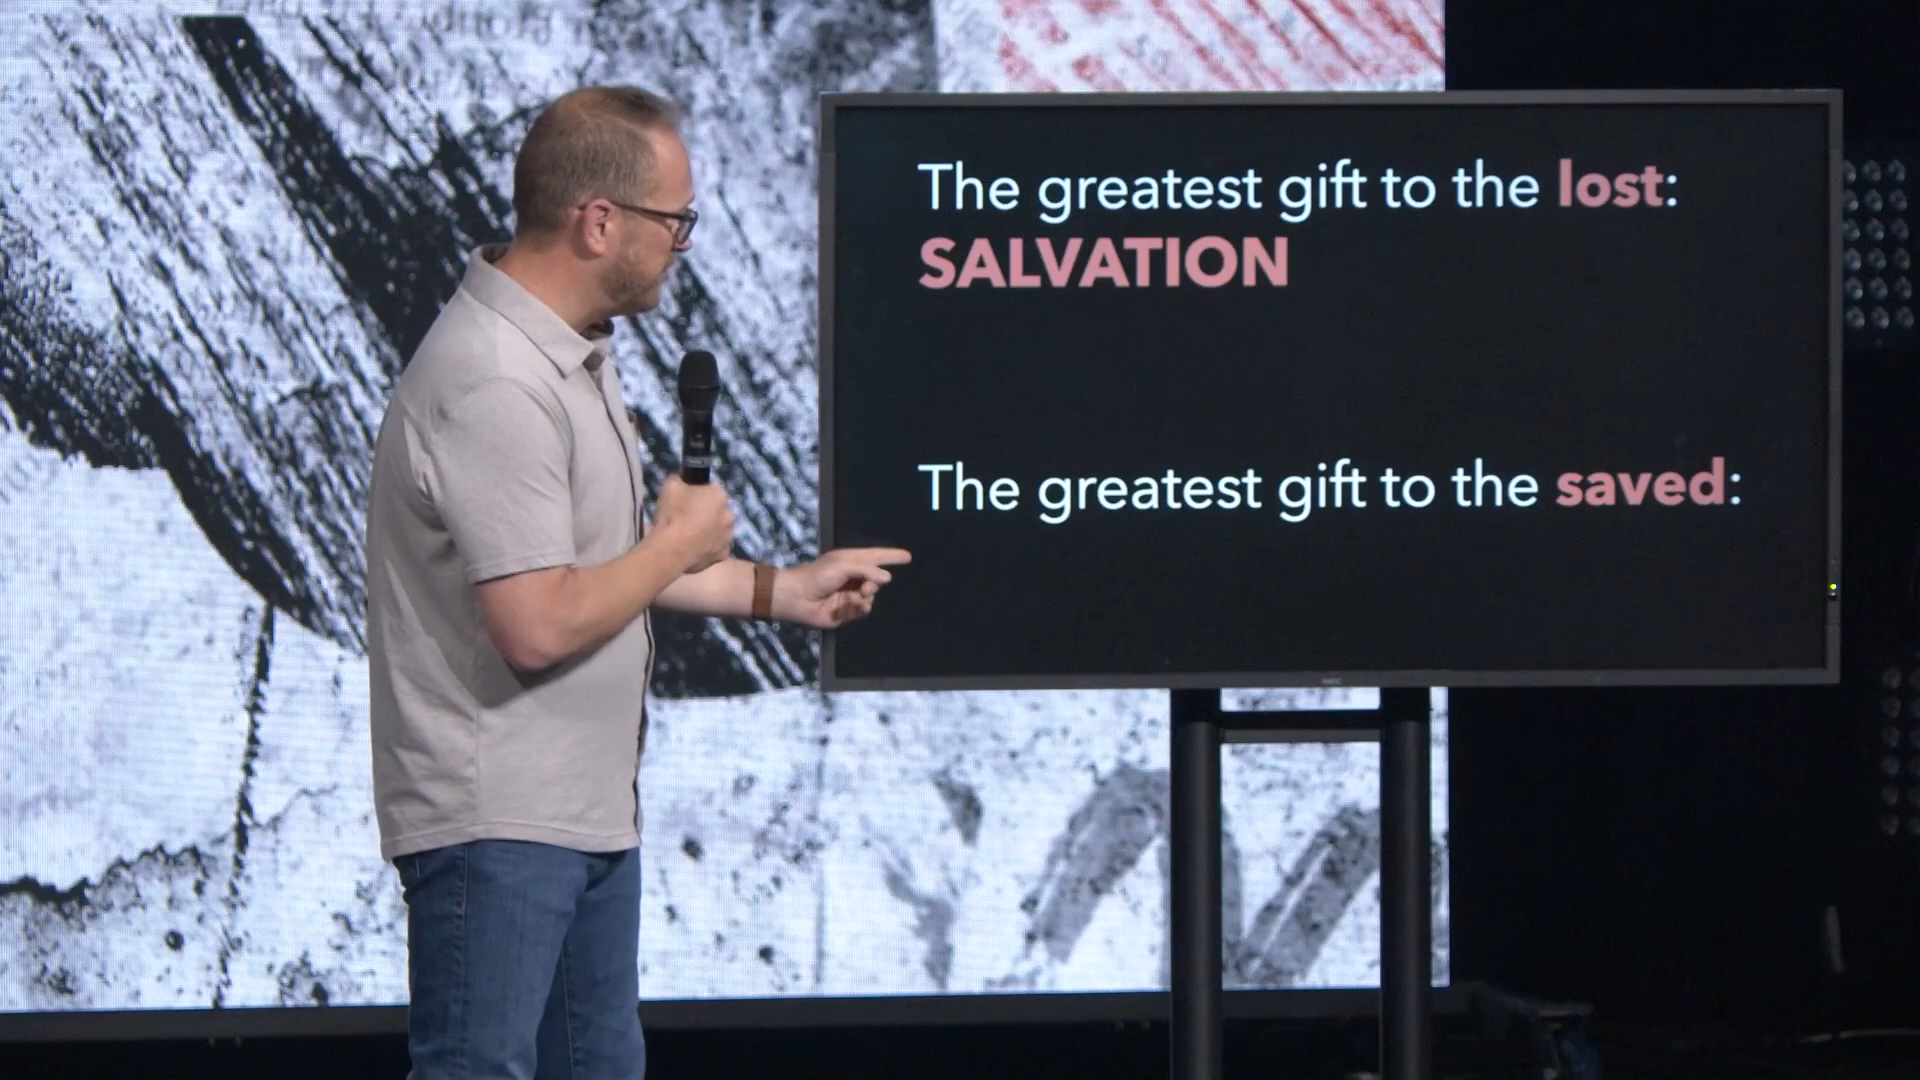 The greatest gift to the lost:
SALVATION
The greatest gift to the saved: